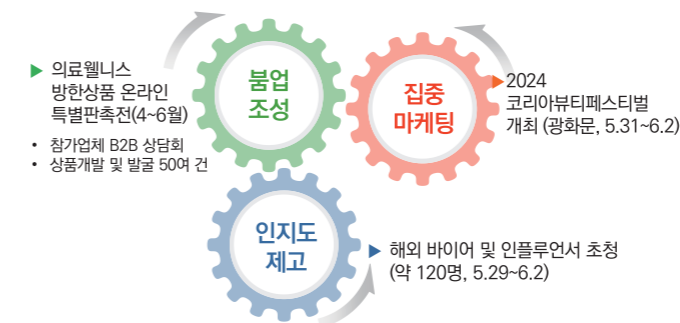 붐업
조성
▶ 의료웰니스
방한상품 온라인
특별판촉전(4~6월)
• 참가업체 B2B 상담회
• 상품개발 및 발굴 50여 건
집중
마케팅
▶2024
코리아뷰티페스티벌
개최 (광화문, 5.31~6.2)
인지도
제고
▶ 해외 바이어 및 인플루언서 초청
(약 120명, 5.29~6.2)